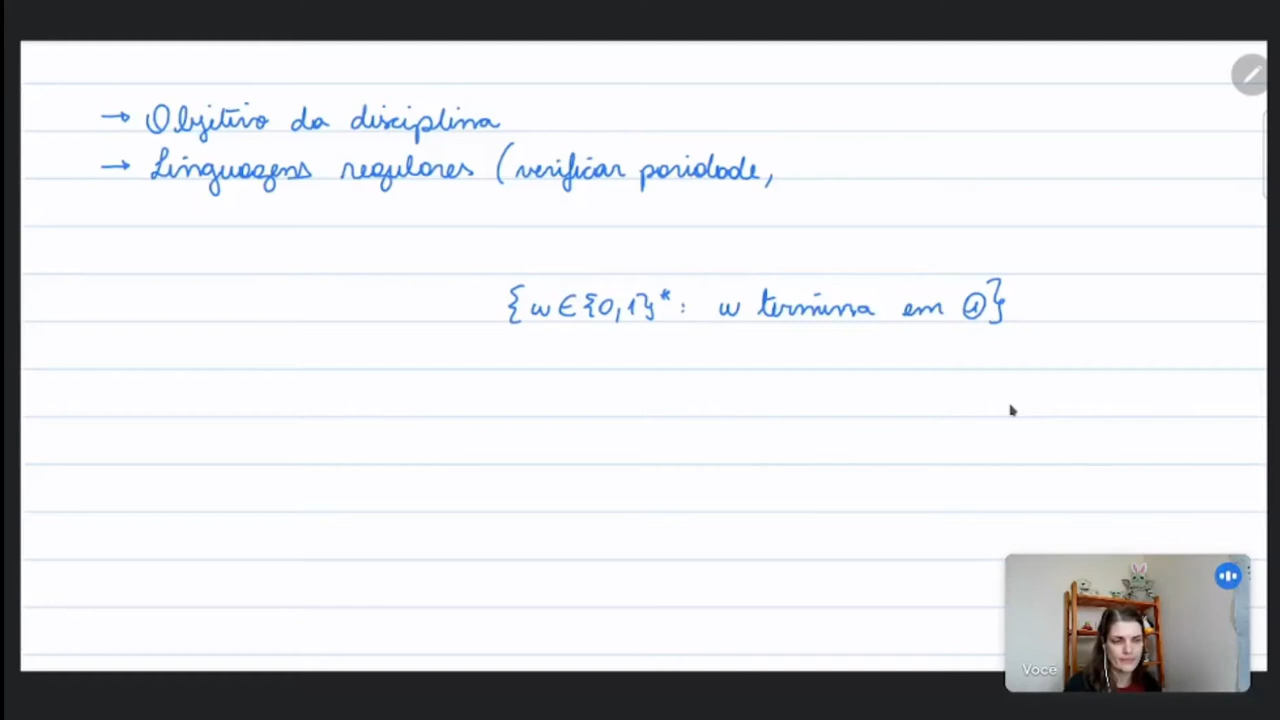 → Objetivo da disciplina
→ Linguagens regulares (verificar paridade,
{w ∈ {0,1}*: w termina em ①}
Você